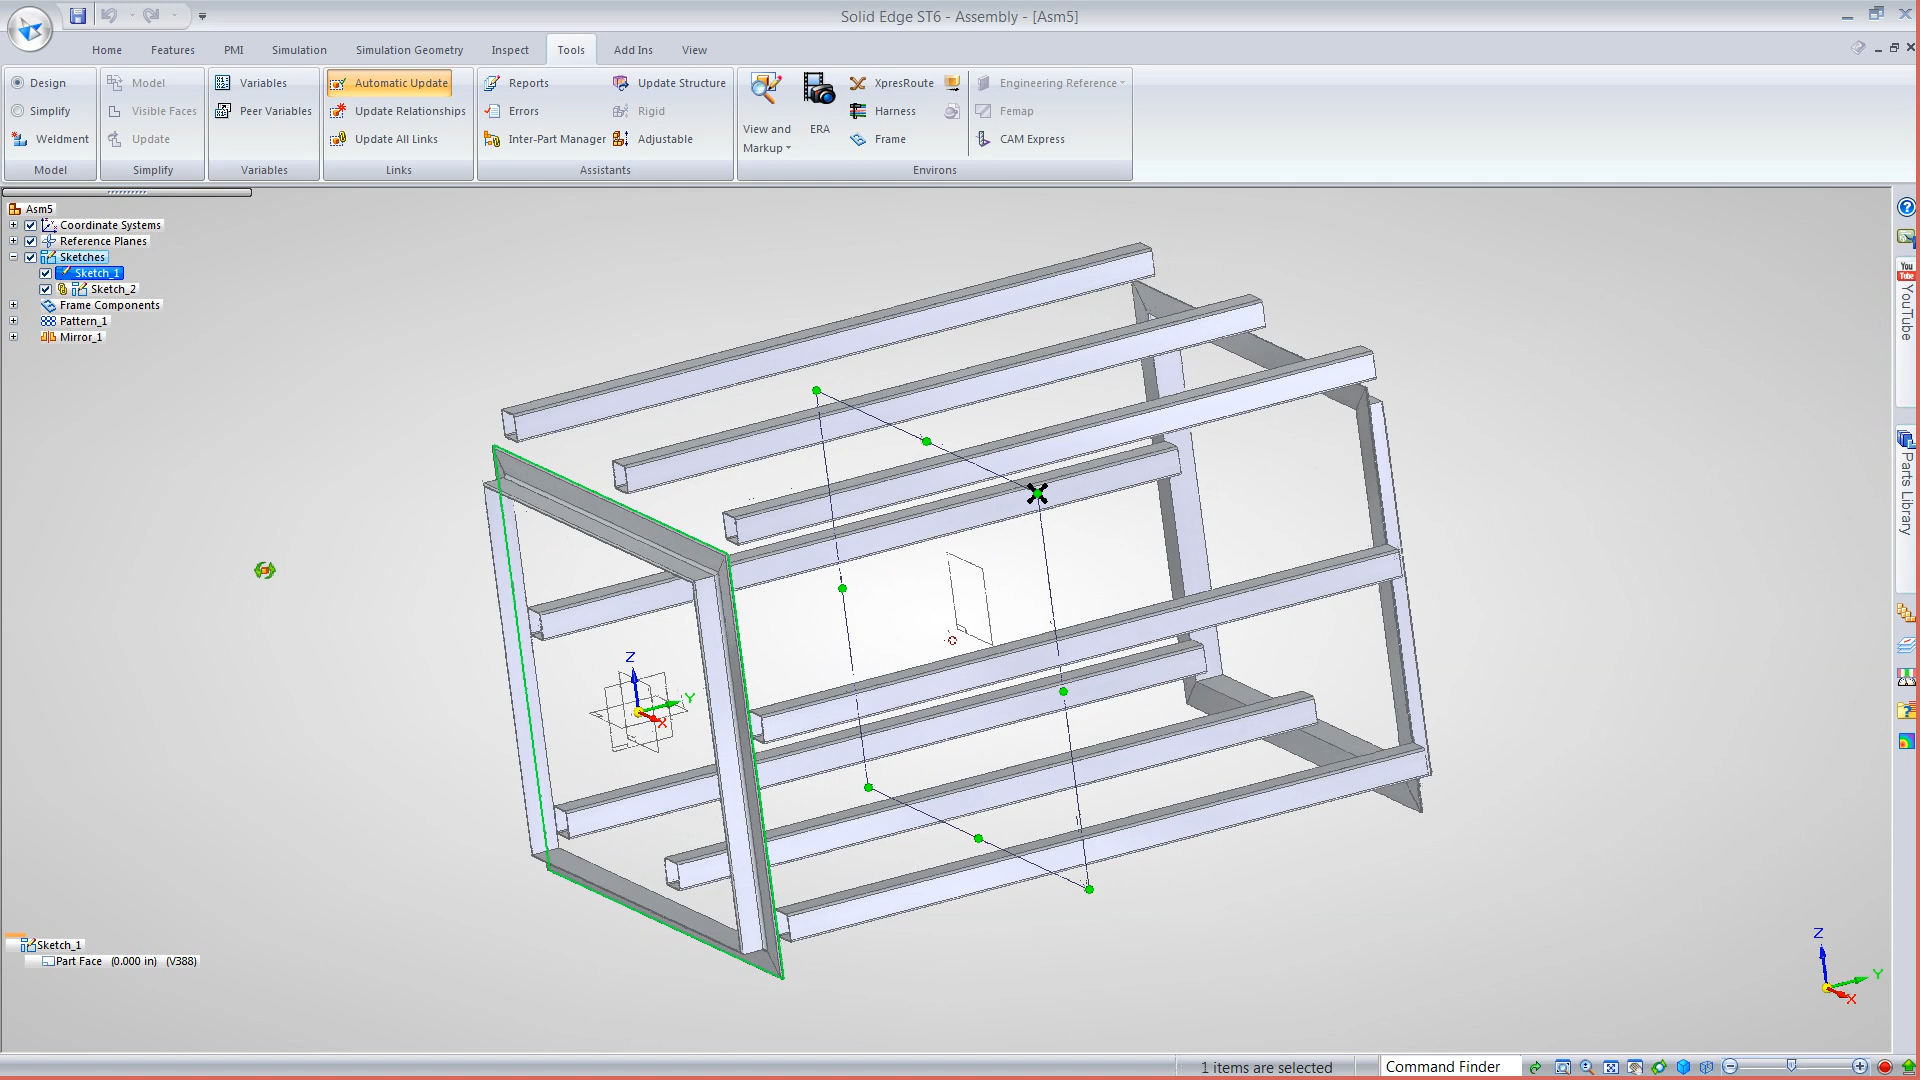 Solid Edge ST6 - Assembly - [Asm5]
Home Features PMI Simulation Simulation Geometry Inspect Tools Add Ins View
Design Model Variables Automatic Update Reports Update Structure XpresRoute Engineering Reference
Simplify Visible Faces Peer Variables Update Relationships Errors Rigid Harness Femap
Weldment Update Update All Links Inter-Part Manager Adjustable View and Markup ERA Frame CAM Express
Model Simplify Variables Links Assistants Environs
Asm5
Coordinate Systems
Reference Planes
Sketches
Sketch_1
Sketch_2
Frame Components
Pattern_1
Mirror_1
You
Tube
YouTube
Parts Library
Z
Y
X
Sketch_1
Part Face (0.000 in) (V388)
Z
Y
X
1 items are selected Command Finder